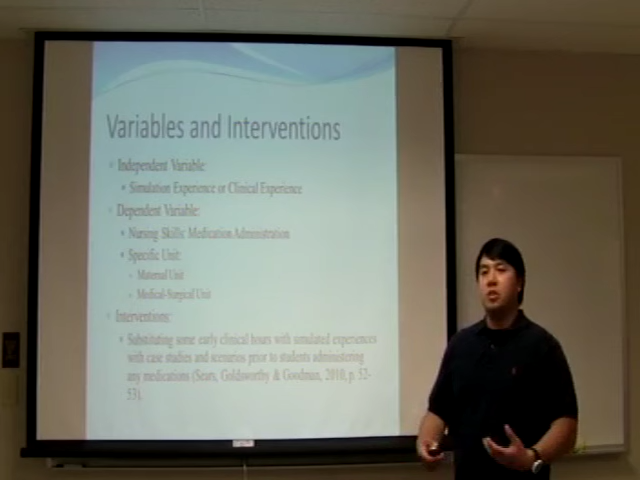 Variables and Interventions
Independent Variable:
Simulation Experience or Clinical Experience
Dependent Variable:
Nursing Skills: Medication Administration
Specific Unit:
Maternal Unit
Medical-Surgical Unit
Interventions:
Substituting some early clinical hours with simulated experiences
with case studies and scenarios prior to students administering
any medications (Sears, Goldsworthy & Goodman, 2010, p. 52-
53).